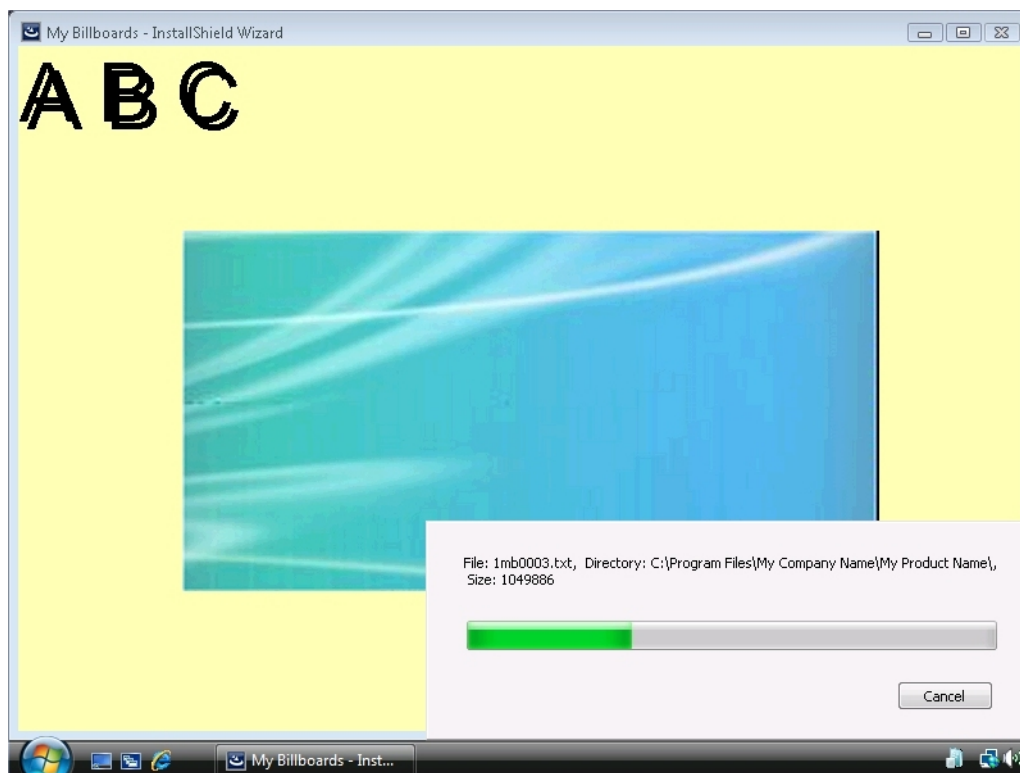 My Billboards - InstallShield Wizard
A B C
File: 1mb0003.txt, Directory: C:\Program Files\My Company Name\My Product Name\,
Size: 1049886
Cancel
My Billboards - Inst...